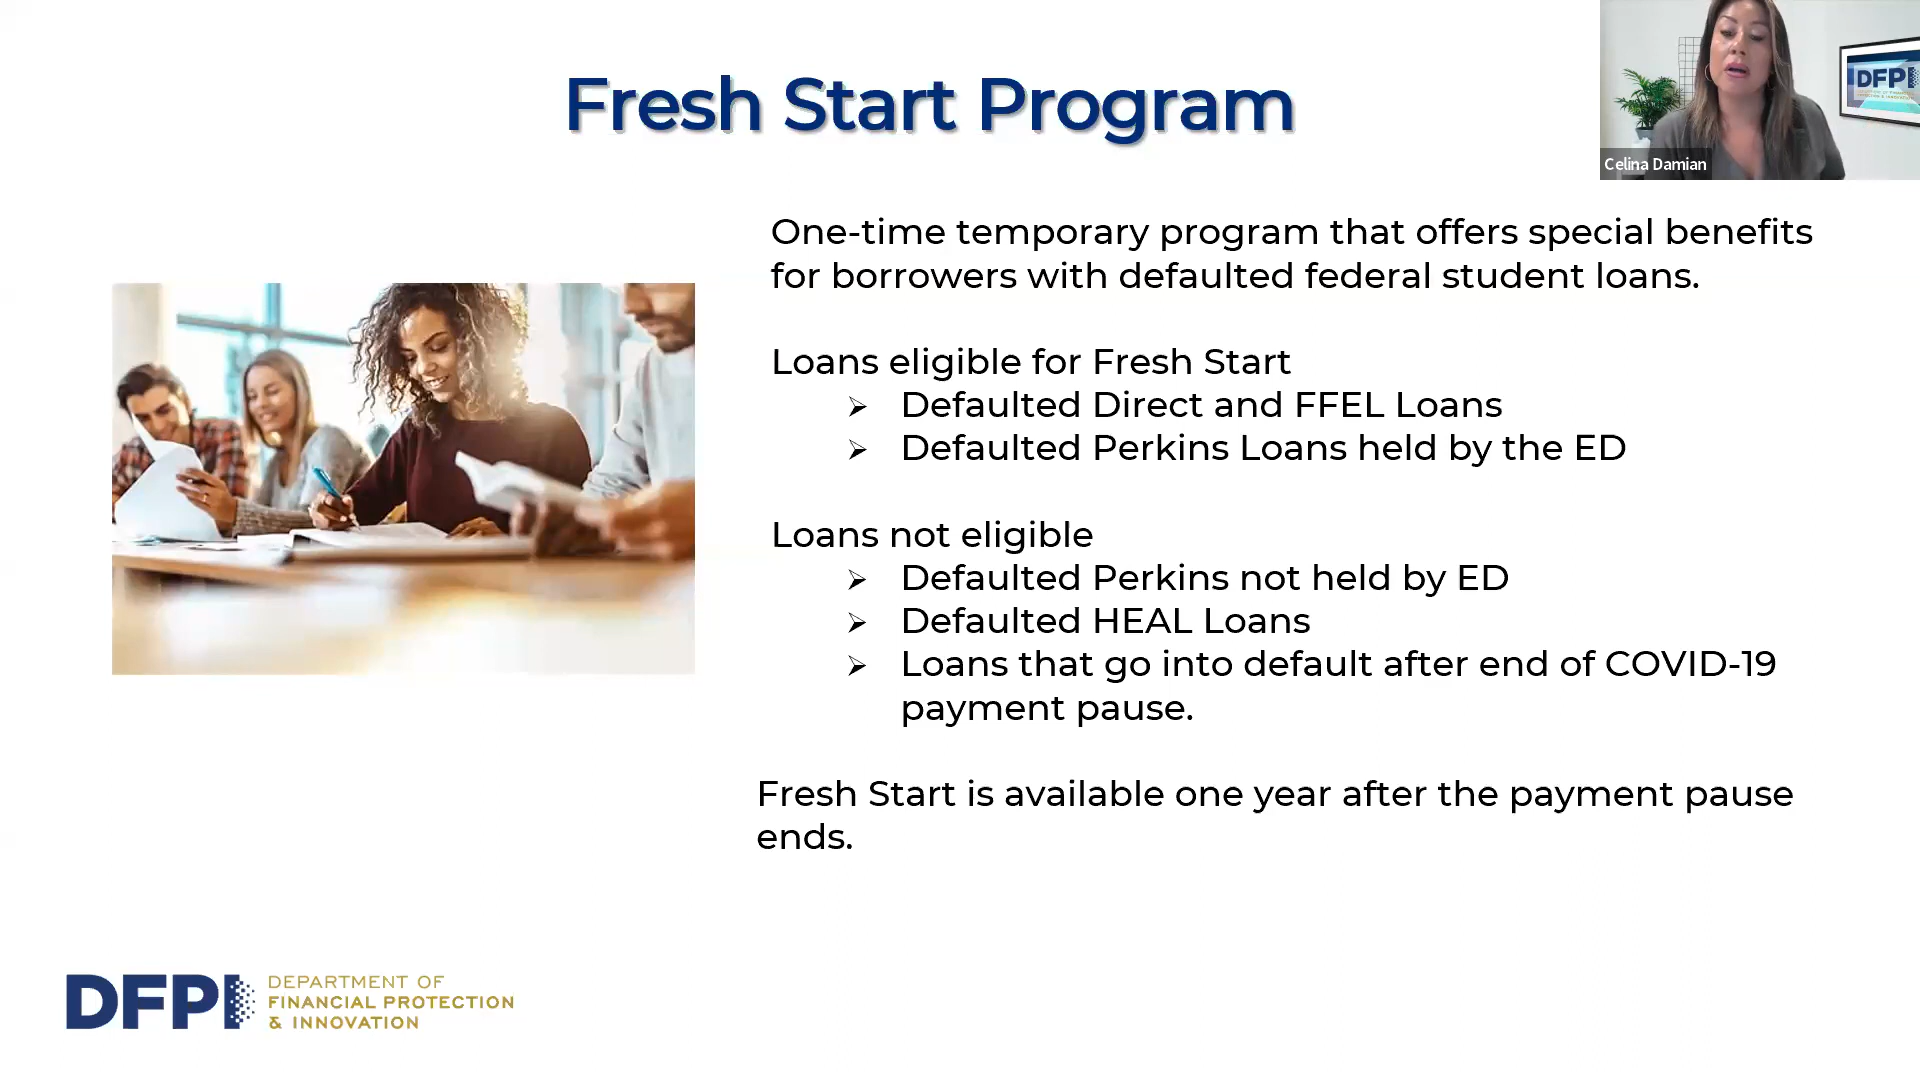 Fresh Start Program
DFPI
Celina Damian
One-time temporary program that offers special benefits
for borrowers with defaulted federal student loans.
Loans eligible for Fresh Start
➢ Defaulted Direct and FFEL Loans
➢ Defaulted Perkins Loans held by the ED
Loans not eligible
➢ Defaulted Perkins not held by ED
➢ Defaulted HEAL Loans
➢ Loans that go into default after end of COVID-19
payment pause.
Fresh Start is available one year after the payment pause
ends.
DFPI
DEPARTMENT OF
FINANCIAL PROTECTION
& INNOVATION